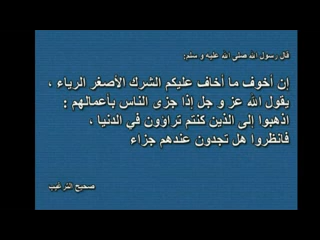 قال رسول الله صلى الله عليه و سلم:
إن أخوف ما أخاف عليكم الشرك الأصغر الرياء ،
يقول الله عز و جل إذا جزى الناس بأعمالهم :
اذهبوا إلى الذين كنتم تراؤون في الدنيا ،
فانظروا هل تجدون عندهم جزاء
صحيح الترغيب